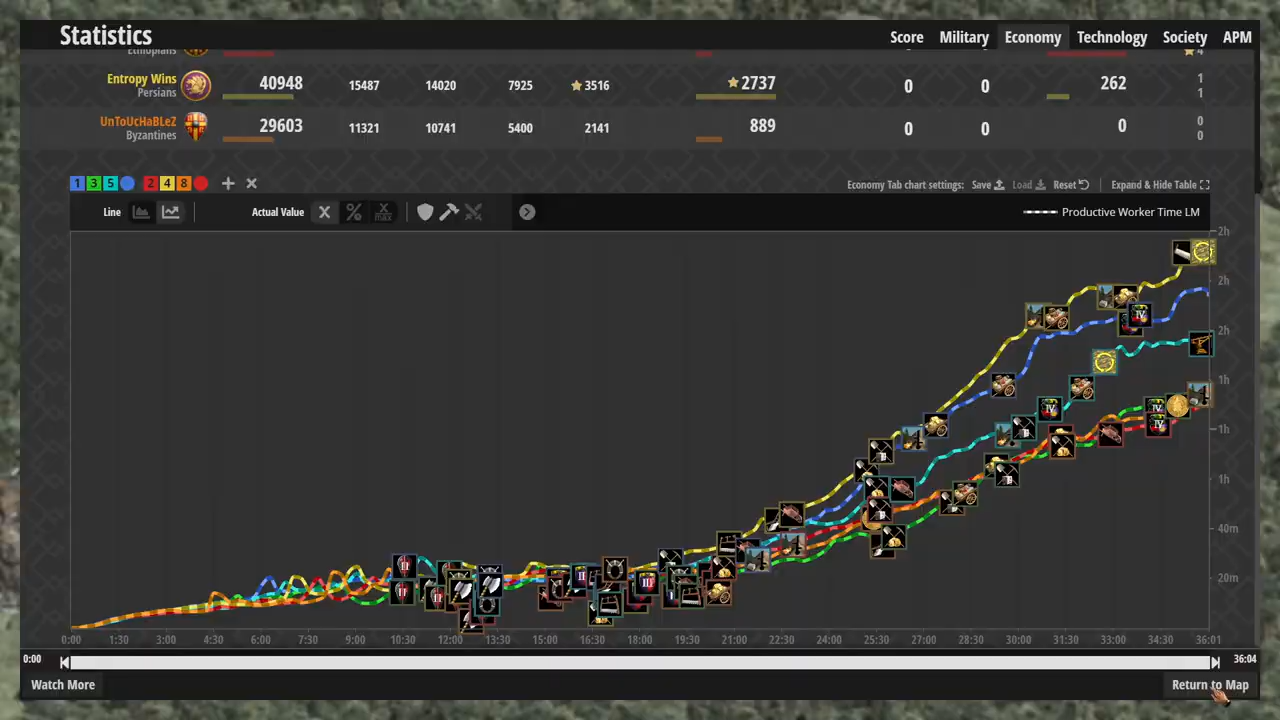 Statistics
Score Military Economy Technology Society APM
Ethiopians 4
Entropy Wins 40948 15487 14020 7925 3516 2737 0 0 262 1
Persians 1
UnToUcHaBLeZ 29603 11321 10741 5400 2141 889 0 0 0 0
Byzantines 0
1 3 5 2 4 8 Economy Tab chart settings: Save Load Reset Expand & Hide Table
Line Actual Value X % X/max Productive Worker Time LM
2h
2h
2h
1h
1h
1h
40m
20m
0:00 1:30 3:00 4:30 6:00 7:30 9:00 10:30 12:00 13:30 15:00 16:30 18:00 19:30 21:00 22:30 24:00 25:30 27:00 28:30 30:00 31:30 33:00 34:30 36:01
0:00 36:04
Watch More Return to Map